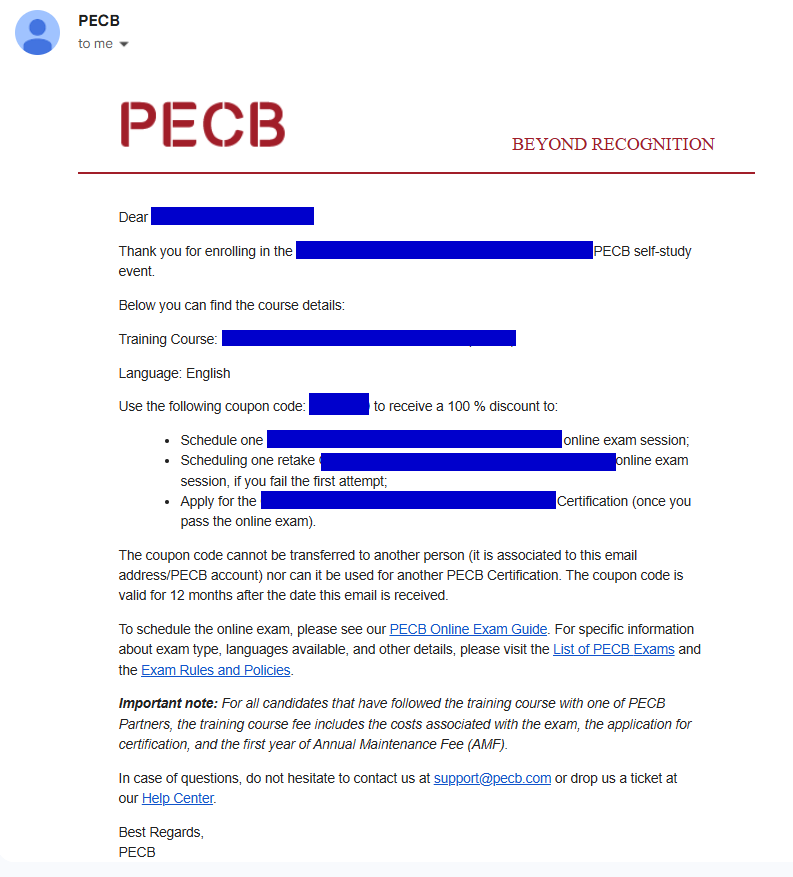 PECB
to me
PECB
BEYOND RECOGNITION
Dear
Thank you for enrolling in the PECB self-study
event.
Below you can find the course details:
Training Course:
Language: English
Use the following coupon code: to receive a 100 % discount to:
• Schedule one online exam session;
• Scheduling one retake online exam
session, if you fail the first attempt;
• Apply for the Certification (once you
pass the online exam).
The coupon code cannot be transferred to another person (it is associated to this email
address/PECB account) nor can it be used for another PECB Certification. The coupon code is
valid for 12 months after the date this email is received.
To schedule the online exam, please see our PECB Online Exam Guide. For specific information
about exam type, languages available, and other details, please visit the List of PECB Exams and
the Exam Rules and Policies.
Important note: For all candidates that have followed the training course with one of PECB
Partners, the training course fee includes the costs associated with the exam, the application for
certification, and the first year of Annual Maintenance Fee (AMF).
In case of questions, do not hesitate to contact us at support@pecb.com or drop us a ticket at
our Help Center.
Best Regards,
PECB